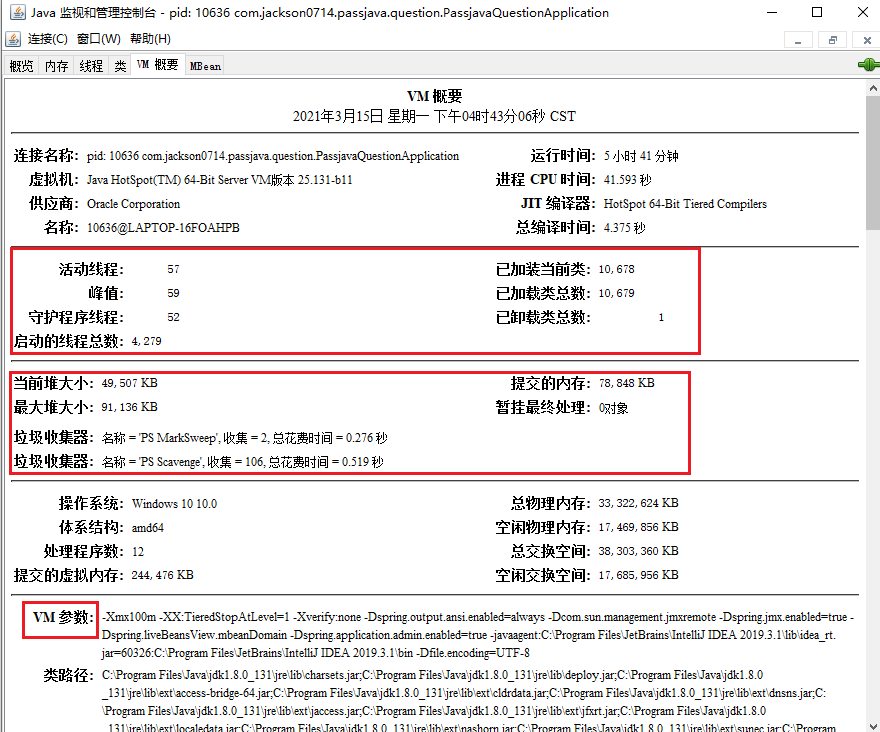 Java 监视和管理控制台 - pid: 10636 com.jackson0714.passjava.question.PassjavaQuestionApplication
连接(C) 窗口(W) 帮助(H)
概览 内存 线程 类 VM 概要 MBean
VM 概要
2021年3月15日 星期一 下午04时43分06秒 CST
连接名称: pid: 10636 com.jackson0714.passjava.question.PassjavaQuestionApplication 运行时间: 5 小时 41 分钟
虚拟机: Java HotSpot(TM) 64-Bit Server VM版本 25.131-b11 进程 CPU 时间: 41.593 秒
供应商: Oracle Corporation JIT 编译器: HotSpot 64-Bit Tiered Compilers
名称: 10636@LAPTOP-16FOAHPB 总编译时间: 4.375 秒
活动线程: 57 已加装当前类: 10,678
峰值: 59 已加载类总数: 10,679
守护程序线程: 52 已卸载类总数: 1
启动的线程总数: 4,279
当前堆大小: 49,507 KB 提交的内存: 78,848 KB
最大堆大小: 91,136 KB 暂挂最终处理: 0对象
垃圾收集器: 名称 = 'PS MarkSweep', 收集 = 2, 总花费时间 = 0.276 秒
垃圾收集器: 名称 = 'PS Scavenge', 收集 = 106, 总花费时间 = 0.519 秒
操作系统: Windows 10 10.0 总物理内存: 33,322,624 KB
体系结构: amd64 空闲物理内存: 17,469,856 KB
处理程序数: 12 总交换空间: 38,303,360 KB
提交的虚拟内存: 244,476 KB 空闲交换空间: 17,685,956 KB
VM 参数: -Xmx100m -XX:TieredStopAtLevel=1 -Xverify:none -Dspring.output.ansi.enabled=always -Dcom.sun.management.jmxremote -Dspring.jmx.enabled=true -
Dspring.liveBeansView.mbeanDomain -Dspring.application.admin.enabled=true -javaagent:C:\Program Files\JetBrains\IntelliJ IDEA 2019.3.1\lib\idea_rt.
jar=60326:C:\Program Files\JetBrains\IntelliJ IDEA 2019.3.1\bin -Dfile.encoding=UTF-8
类路径: C:\Program Files\Java\jdk1.8.0_131\jre\lib\charsets.jar;C:\Program Files\Java\jdk1.8.0_131\jre\lib\deploy.jar;C:\Program Files\Java\jdk1.8.0
_131\jre\lib\ext\access-bridge-64.jar;C:\Program Files\Java\jdk1.8.0_131\jre\lib\ext\cldrdata.jar;C:\Program Files\Java\jdk1.8.0_131\jre\lib\ext\dnsns.jar;C:
\Program Files\Java\jdk1.8.0_131\jre\lib\ext\jaccess.jar;C:\Program Files\Java\jdk1.8.0_131\jre\lib\ext\jfxrt.jar;C:\Program Files\Java\jdk1.8.0
_131\jre\lib\ext\localedata.jar;C:\Program Files\Java\jdk1.8.0_131\jre\lib\ext\nashorn.jar;C:\Program Files\Java\jdk1.8.0_131\jre\lib\ext\sunec.jar;C:\Program